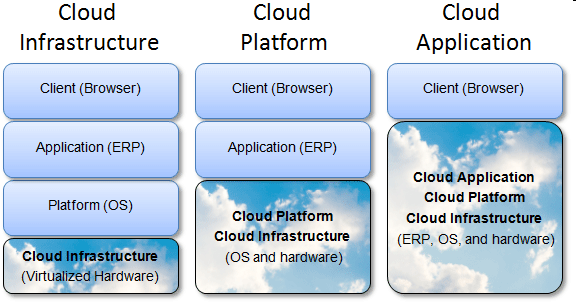 Cloud
Infrastructure
Client (Browser)
Application (ERP)
Platform (OS)
Cloud Infrastructure
(Virtualized Hardware)
Cloud
Platform
Client (Browser)
Application (ERP)
Cloud Platform
Cloud Infrastructure
(OS and hardware)
Cloud
Application
Client (Browser)
Cloud Application
Cloud Platform
Cloud Infrastructure
(ERP, OS, and hardware)